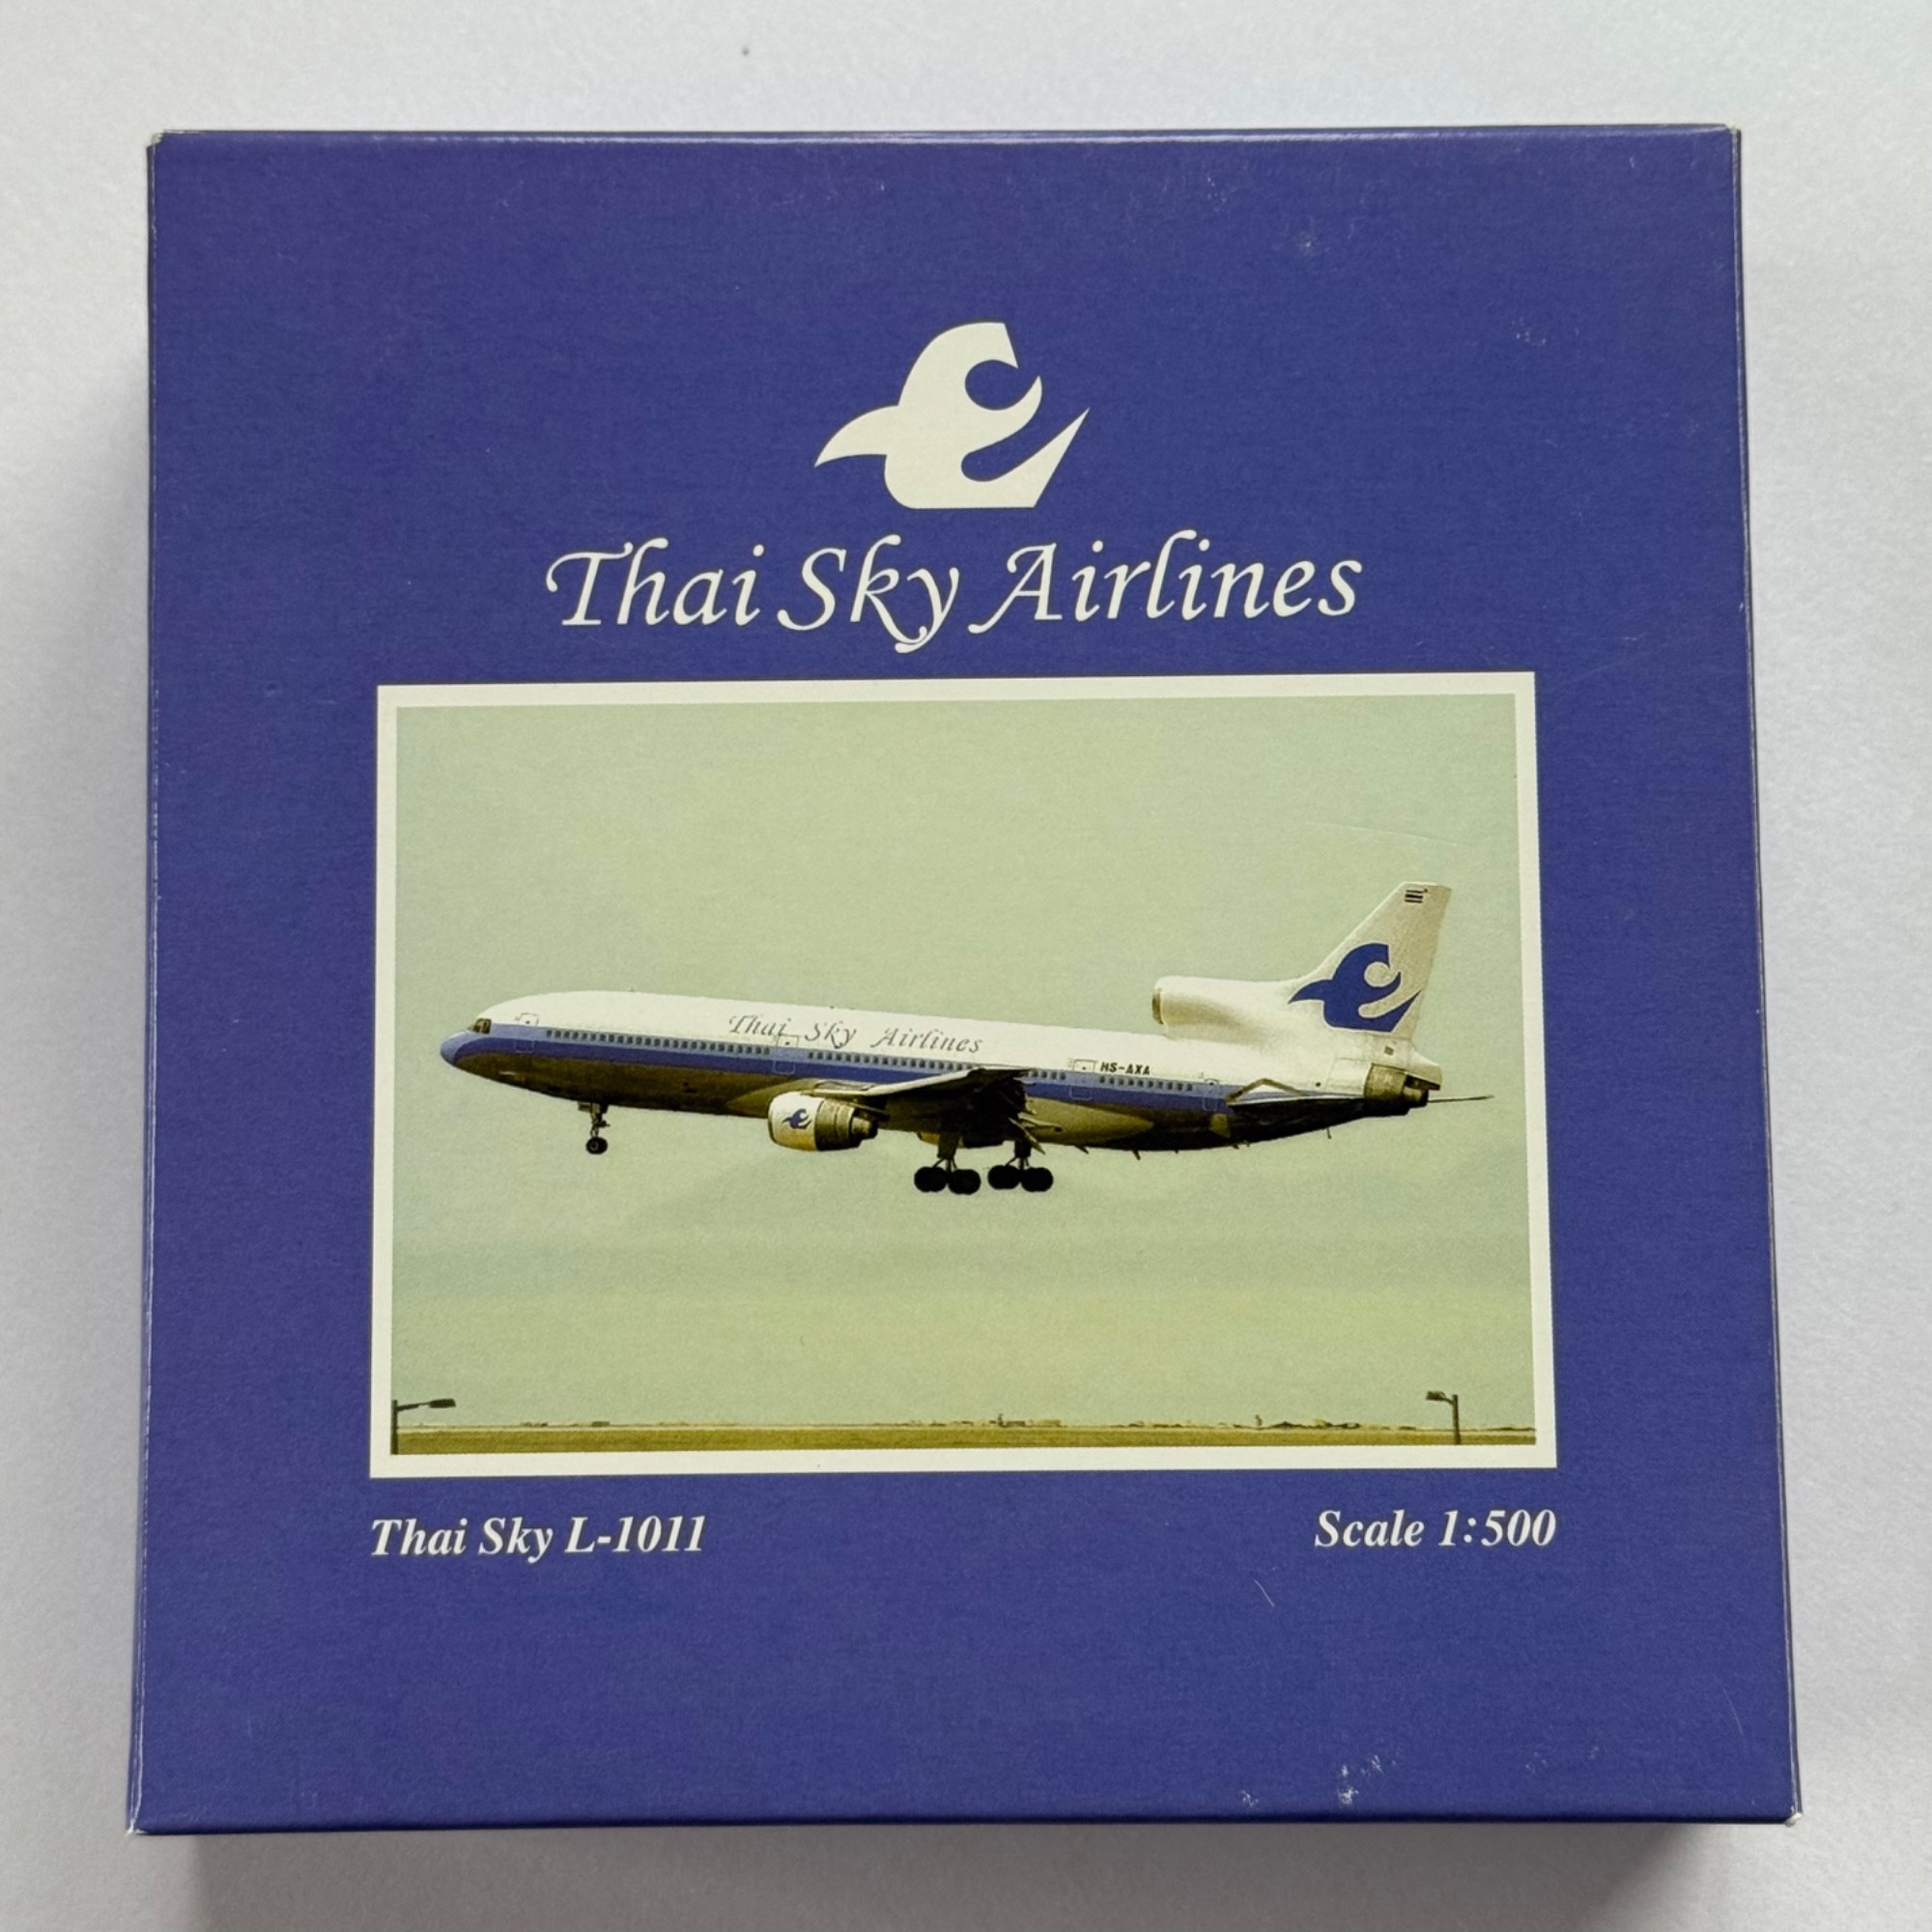 Thai Sky Airlines
Thai Sky Airlines
HS-AXA
Thai Sky L-1011
Scale 1:500